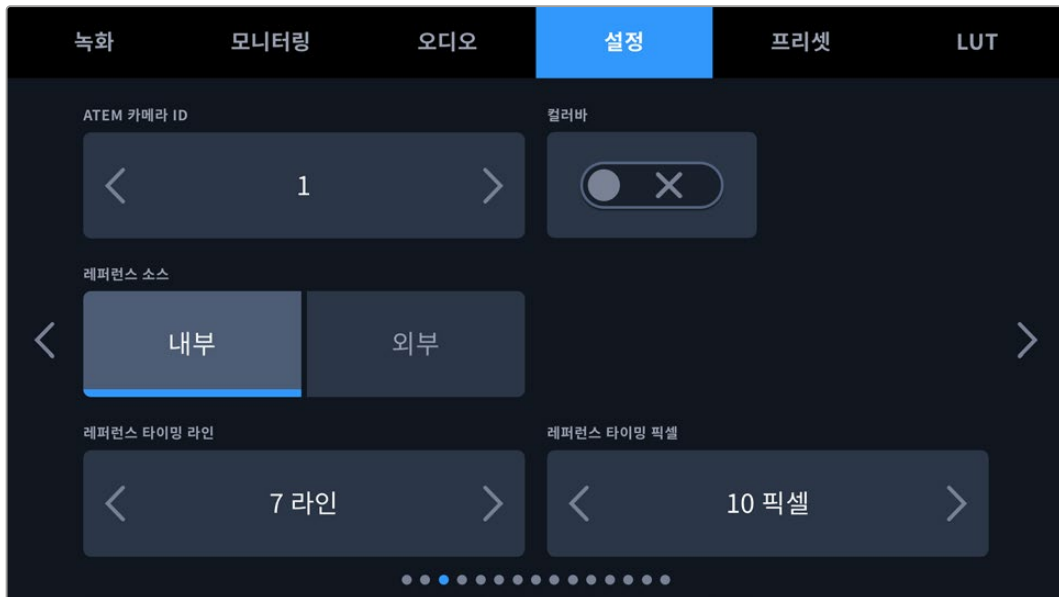 녹화 모니터링 오디오 설정 프리셋 LUT
ATEM 카메라 ID 컬러바
1
레퍼런스 소스
내부 외부
레퍼런스 타이밍 라인 레퍼런스 타이밍 픽셀
7 라인 10 픽셀